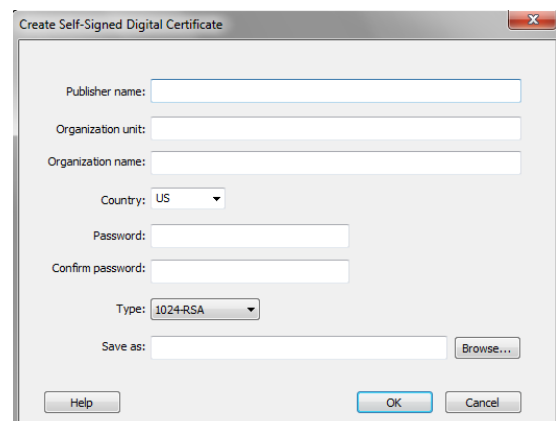 Create Self-Signed Digital Certificate
Publisher name:
Organization unit:
Organization name:
Country: US
Password:
Confirm password:
Type: 1024-RSA
Save as: Browse...
Help OK Cancel